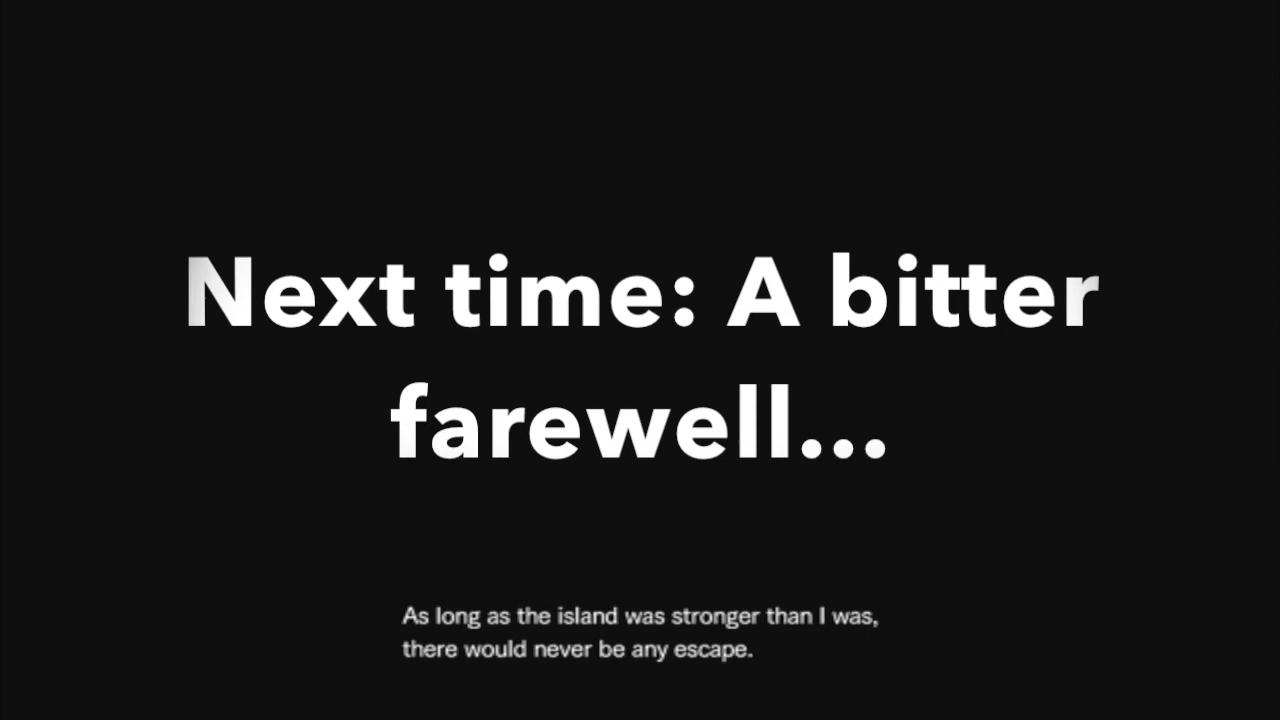 Next time: A bitter
farewell...
As long as the island was stronger than I was,
there would never be any escape.